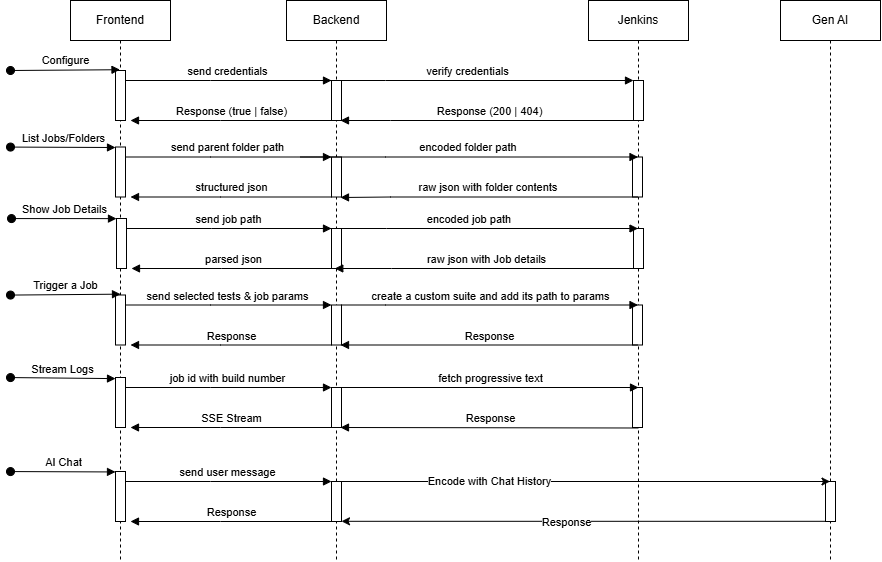 Frontend
Backend
Jenkins
Gen AI
Configure
send credentials
verify credentials
Response (true | false)
Response (200 | 404)
List Jobs/Folders
send parent folder path
encoded folder path
structured json
raw json with folder contents
Show Job Details
send job path
encoded job path
parsed json
raw json with Job details
Trigger a Job
send selected tests & job params
create a custom suite and add its path to params
Response
Response
Stream Logs
job id with build number
fetch progressive text
SSE Stream
Response
AI Chat
send user message
Encode with Chat History
Response
Response